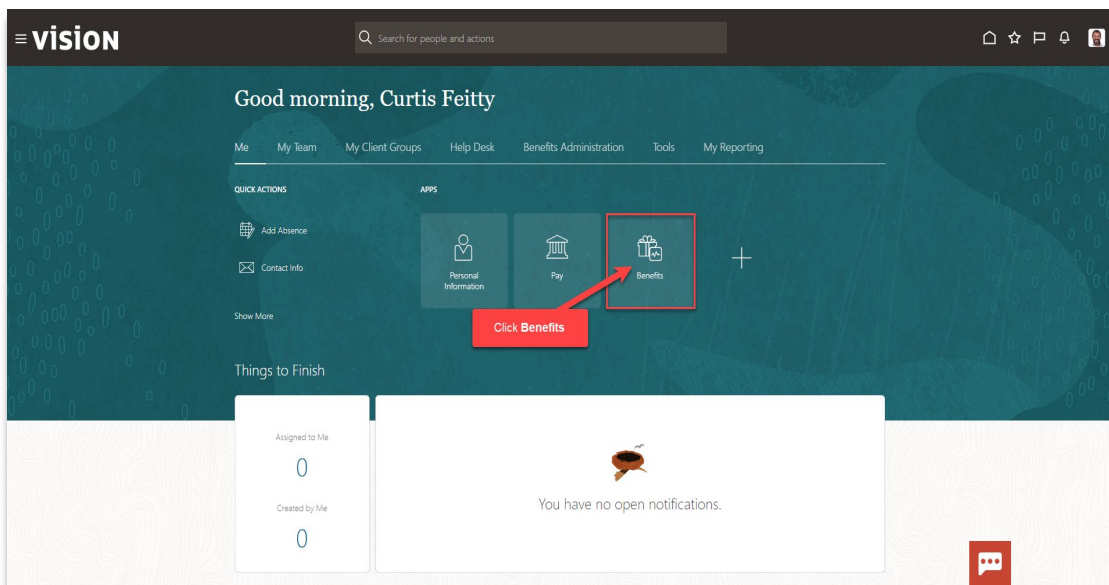 vision
Search for people and actions
Good morning, Curtis Feitty
Me My Team My Client Groups Help Desk Benefits Administration Tools My Reporting
QUICK ACTIONS
APPS
Add Absence
Contact Info
Show More
Personal
Information
Pay
Benefits
Click Benefits
Things to Finish
Assigned to Me
0
Created by Me
0
You have no open notifications.